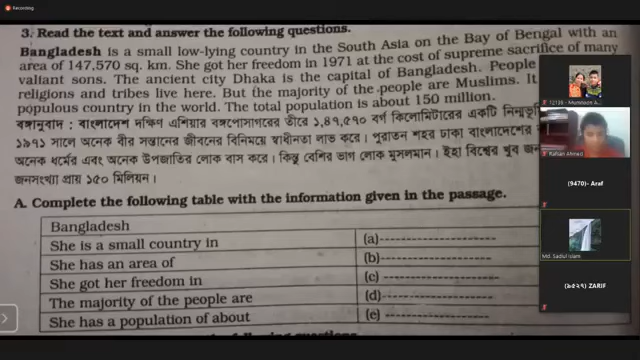 Recording
3. Read the text and answer the following questions.
Bangladesh is a small low-lying country in the South Asia on the Bay of Bengal with an
area of 147,570 sq. km. She got her freedom in 1971 at the cost of supreme sacrifice of many
valiant sons. The ancient city Dhaka is the capital of Bangladesh. People
religions and tribes live here. But the majority of the people are Muslims. It
populous country in the world. The total population is about 150 million.
বঙ্গানুবাদ : বাংলাদেশ দক্ষিণ এশিয়ার বঙ্গোপসাগরের তীরে ১,৪৭,৫৭০ বর্গ কিলোমিটারের একটি নিম্নভূমি
১৯৭১ সালে অনেক বীর সন্তানের জীবনের বিনিময়ে স্বাধীনতা লাভ করে। পুরাতন শহর ঢাকা বাংলাদেশের
অনেক ধর্মের এবং অনেক উপজাতির লোক বাস করে। কিন্তু বেশির ভাগ লোক মুসলমান। ইহা বিশ্বের খুব
জনসংখ্যা প্রায় ১৫০ মিলিয়ন।
A. Complete the following table with the information given in the passage.
Bangladesh
She is a small country in (a)--------------------------
She has an area of (b)--------------------------
She got her freedom in (c) --------------------------
The majority of the people are (d)--------------------------
She has a population of about (e) --------------------------
following questions
Rafsan Ahmed
(9470)- Araf
Md. Sadiul Islam
(৯৫২৭) ZARIF